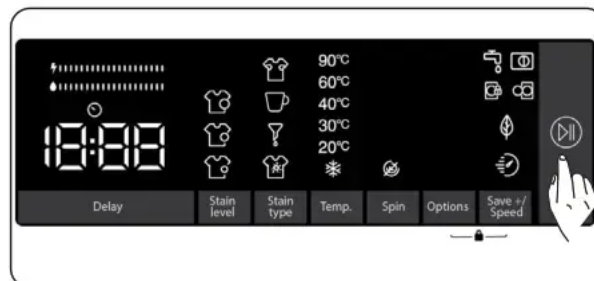 90°C
60°C
40°C
30°C
20°C
18:88
Delay
Stain level
Stain type
Temp.
Spin
Options
Save +/ Speed